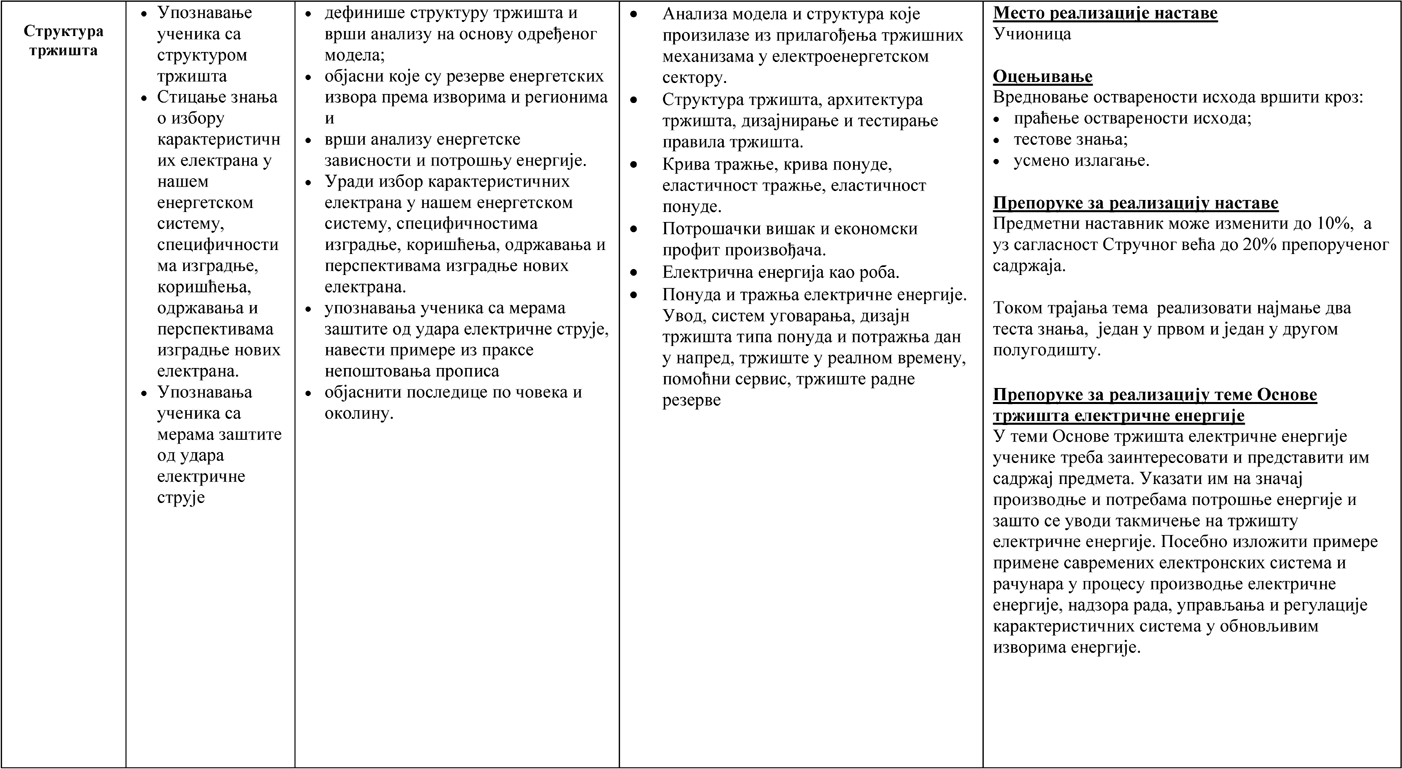 Структура
тржишта
Упознавање
ученика са
структуром
тржишта
Стицање знања
о избору
карактеристичн
их електрана у
нашем
енергетском
систему,
специфичности
ма изградње,
коришћења,
одржавања и
перспективама
изградње нових
електрана.
Упознавања
ученика са
мерама заштите
од удара
електричне
струје
дефинише структуру тржишта и
врши анализу на основу одређеног
модела;
објасни које су резерве енергетских
извора према изворима и регионима
и
врши анализу енергетске
зависности и потрошњу енергије.
Уради избор карактеристичних
електрана у нашем енергетском
систему, специфичностима
изградње, коришћења, одржавања и
перспективама изградње нових
електрана.
упознавања ученика са мерама
заштите од удара електричне струје,
навести примере из праксе
непоштовања прописа
објаснити последице по човека и
околину.
Анализа модела и структура које
произилазе из прилагођења тржишних
механизама у електроенергетском
сектору.
Структура тржишта, архитектура
тржишта, дизајнирање и тестирање
правила тржишта.
Крива тражње, крива понуде,
еластичност тражње, еластичност
понуде.
Потрошачки вишак и економски
профит произвођача.
Електрична енергија као роба.
Понуда и тражња електричне енергије.
Увод, систем уговарања, дизајн
тржишта типа понуда и потражња дан
у напред, тржиште у реалном времену,
помоћни сервис, тржиште радне
резерве
Место реализације наставе
Учионица
Оцењивање
Вредновање остварености исхода вршити кроз:
праћење остварености исхода;
тестове знања;
усмено излагање.
Препоруке за реализацију наставе
Предметни наставник може изменити до 10%, а
уз сагласност Стручног већа до 20% препорученог
садржаја.
Током трајања тема реализовати најмање два
теста знања, један у првом и један у другом
полугодишту.
Препоруке за реализацију теме Основе
тржишта електричне енергије
У теми Основе тржишта електричне енергије
ученике треба заинтересовати и представити им
садржај предмета. Указати им на значај
производње и потребама потрошње енергије и
зашто се уводи такмичење на тржишту
електричне енергије. Посебно изложити примере
примене савремених електронских система и
рачунара у процесу производње електричне
енергије, надзора рада, управљања и регулације
карактеристичних система у обновљивим
изворима енергије.